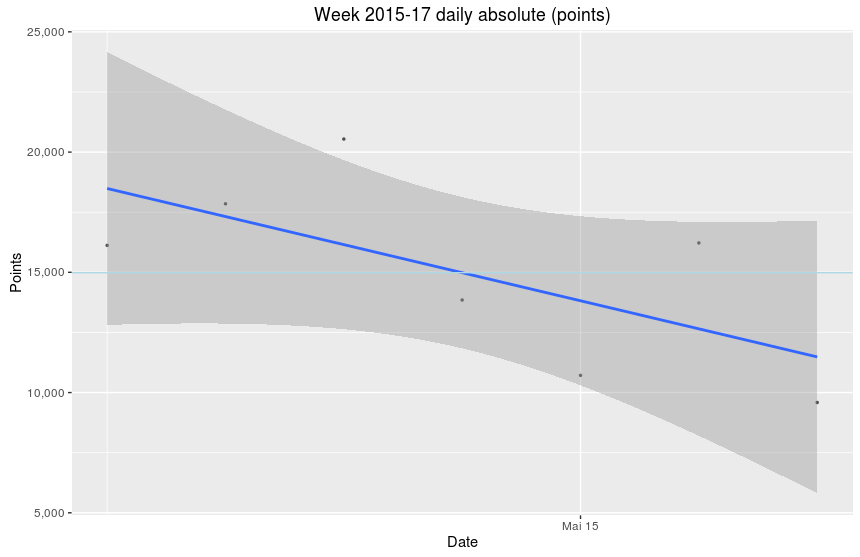 Week 2015-17 daily absolute (points)
25,000
20,000
15,000
10,000
5,000
Points
Mai 15
Date